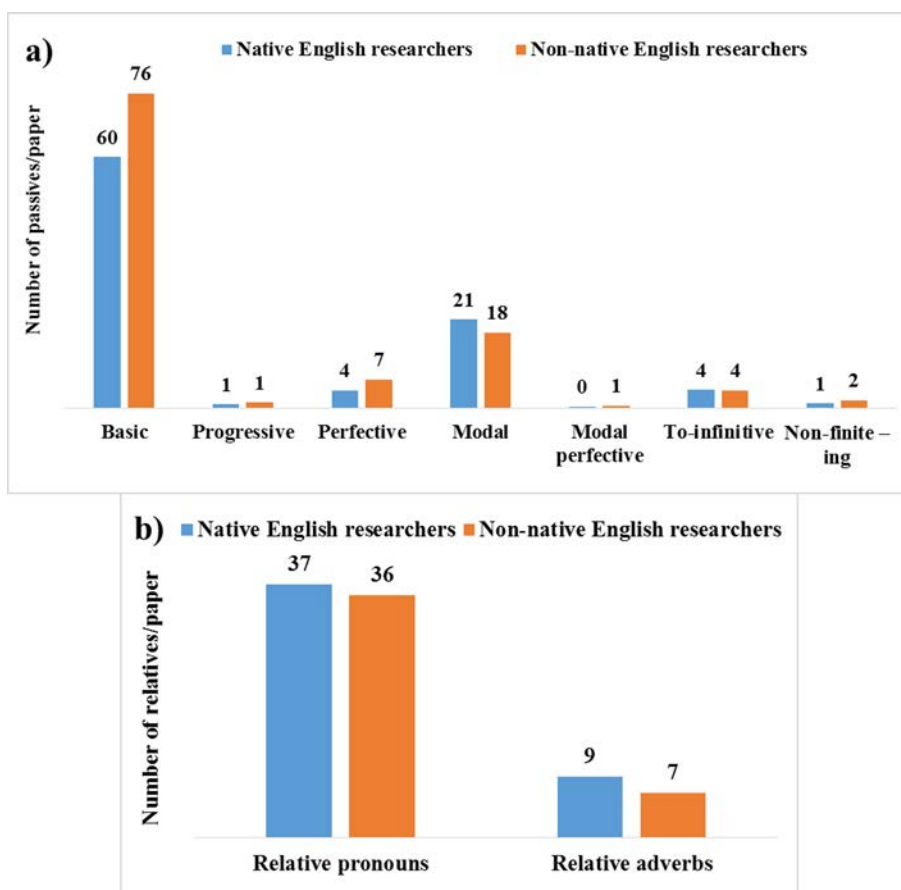 a)
Native English researchers Non-native English researchers
Number of passives/paper
60 76
1 1
4 7
21 18
0 1
4 4
1 2
Basic Progressive Perfective Modal Modal perfective To-infinitive Non-finite – ing
b)
Native English researchers Non-native English researchers
Number of relatives/paper
37 36
9 7
Relative pronouns Relative adverbs